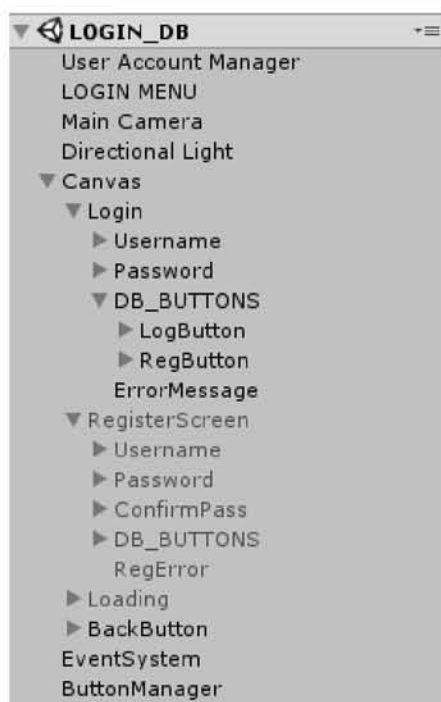 LOGIN_DB
User Account Manager
LOGIN MENU
Main Camera
Directional Light
Canvas
Login
Username
Password
DB_BUTTONS
LogButton
RegButton
ErrorMessage
RegisterScreen
Username
Password
ConfirmPass
DB_BUTTONS
RegError
Loading
BackButton
EventSystem
ButtonManager